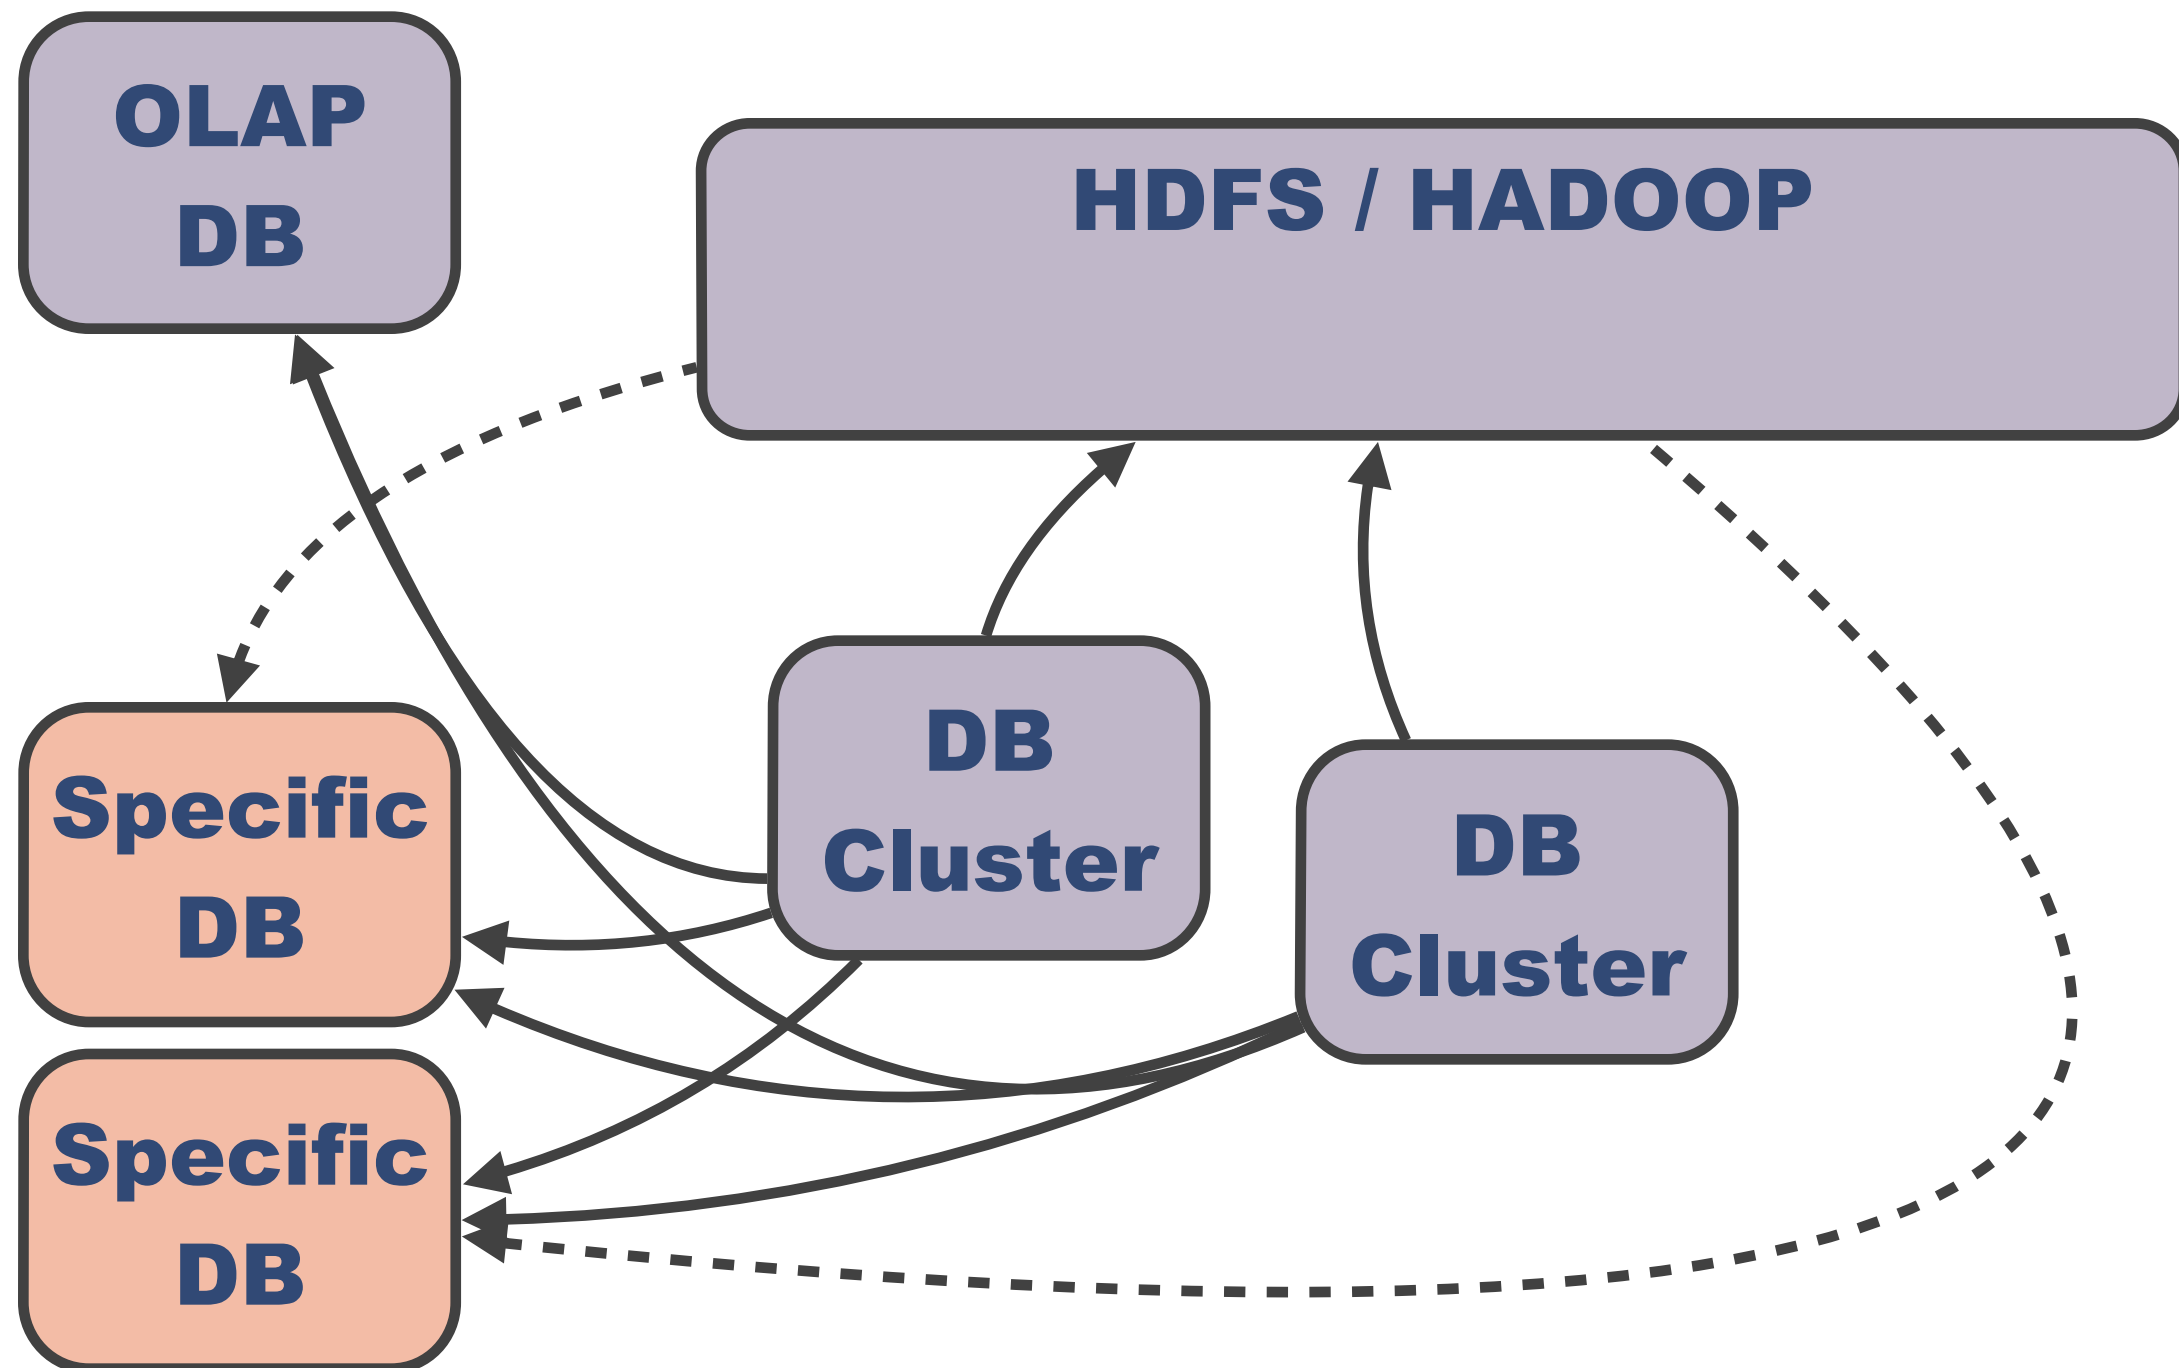 OLAP
DB
HDFS / HADOOP
Specific
DB
DB
Cluster
DB
Cluster
Specific
DB